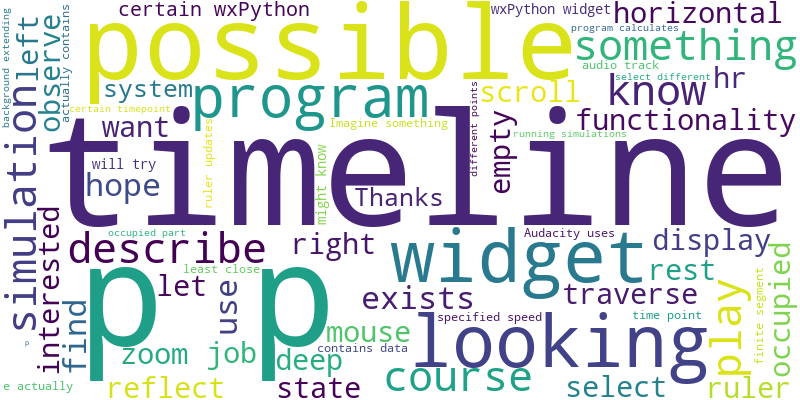 possible
timeline
p p
program
widget
looking
certain wxPython
wxPython widget
horizontal
program calculates
something
audio track
select different
hr
background extending
left
observe
actually contains
system
scroll
know
certain timepoint
Imagine something
different points
functionality
want
running simulations
empty
simulation
will try
ruler updates
might know
hope
Thanks
occupied part
Audacity uses
describe
right
display
interested
least close
rest
let
use
exists
traverse
finite segment
occupied
find
specified speed
time point
play
mouse
p
zoom
job
deep
contains data
course
e actually
reflect
state
select
ruler